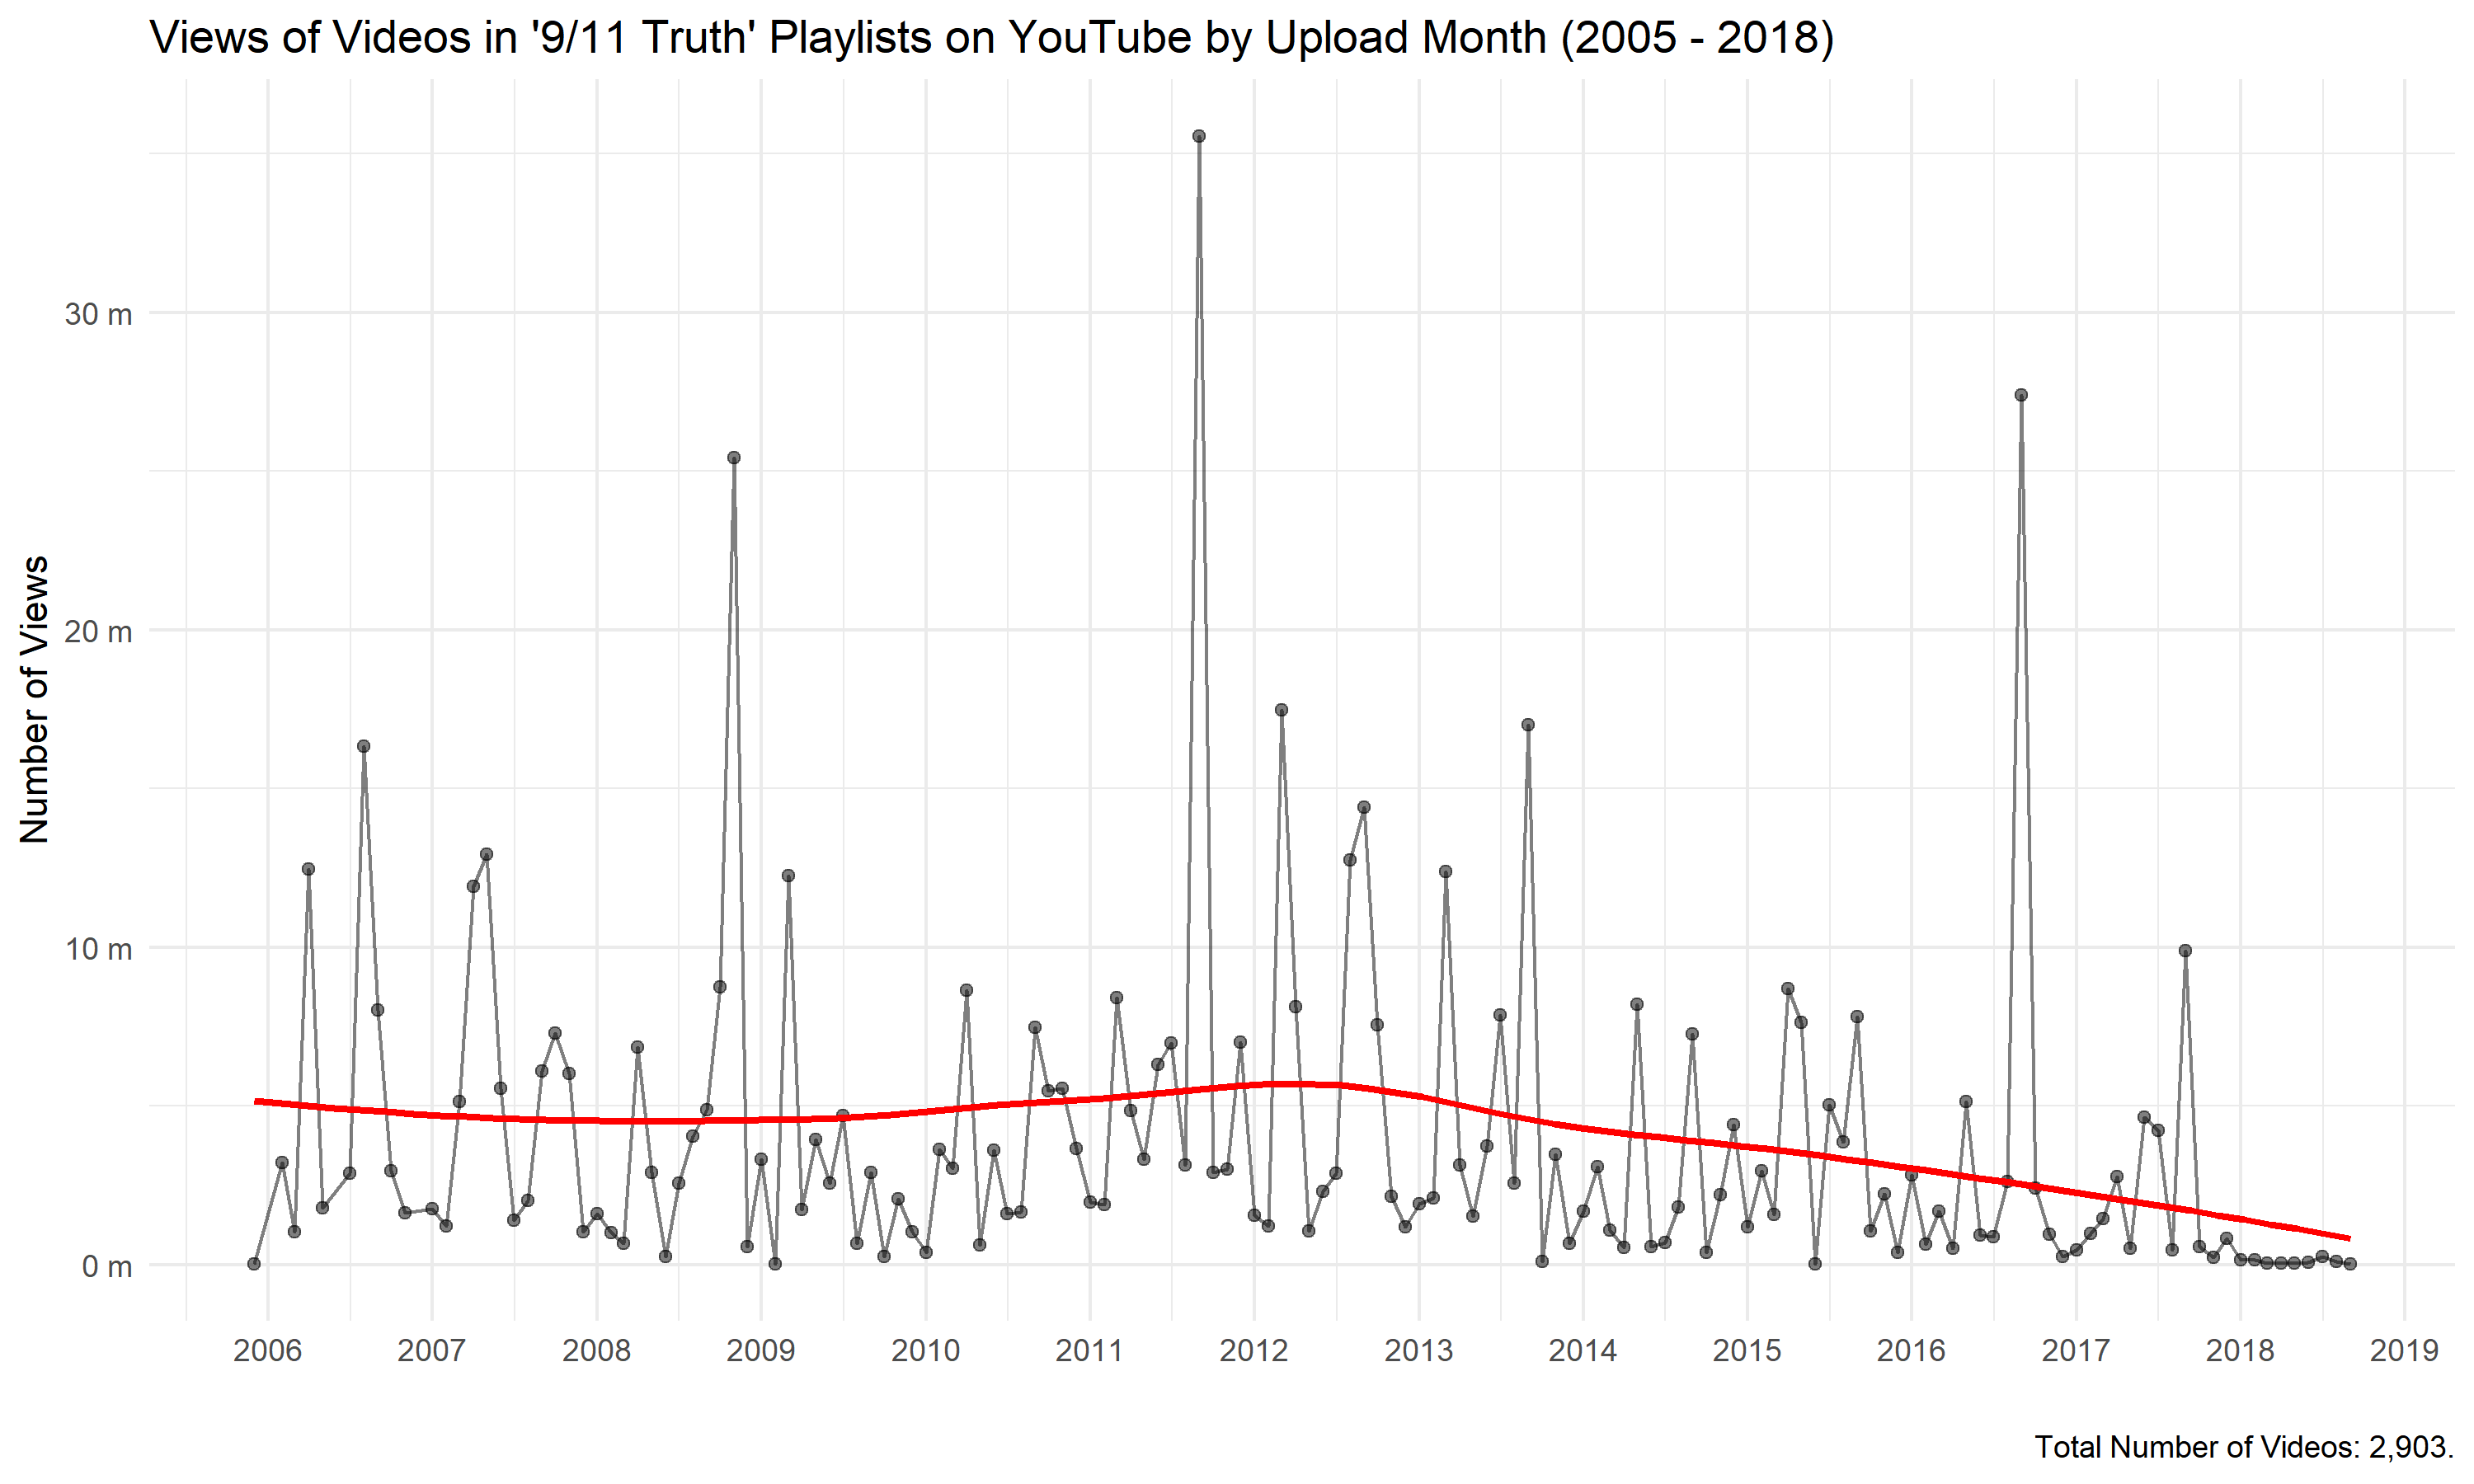 Views of Videos in '9/11 Truth' Playlists on YouTube by Upload Month (2005 - 2018)
Number of Views
30 m
20 m
10 m
0 m
2006 2007 2008 2009 2010 2011 2012 2013 2014 2015 2016 2017 2018 2019
Total Number of Videos: 2,903.